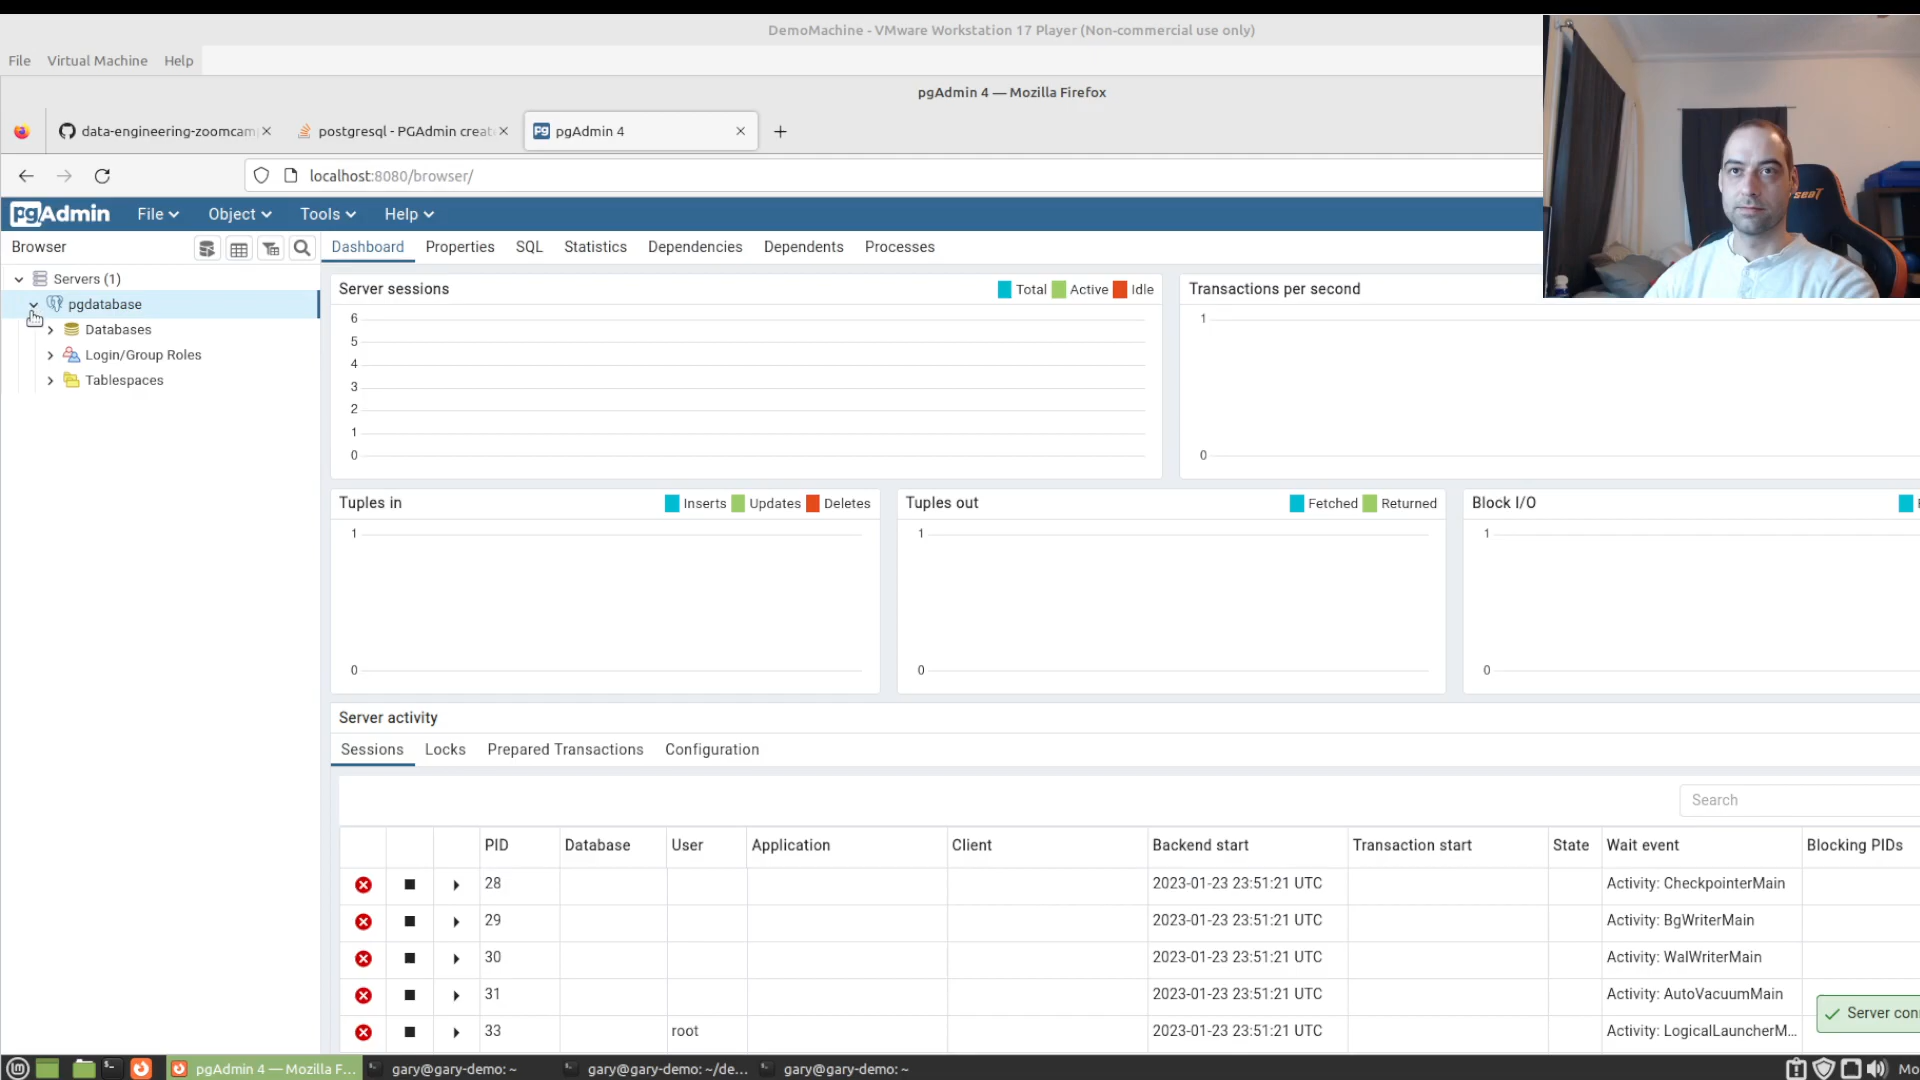 DemoMachine - VMware Workstation 17 Player (Non-commercial use only)
File Virtual Machine Help
pgAdmin 4 — Mozilla Firefox
data-engineering-zoomcam
postgresql - PGAdmin creat
pgAdmin 4
localhost:8080/browser/
pgAdmin File Object Tools Help
Browser
Dashboard Properties SQL Statistics Dependencies Dependents Processes
Servers (1)
pgdatabase
Databases
Login/Group Roles
Tablespaces
Server sessions Total Active Idle
6
5
4
3
2
1
0
Transactions per second
1
0
Tuples in Inserts Updates Deletes
1
0
Tuples out Fetched Returned
1
0
Block I/O
1
0
Server activity
Sessions Locks Prepared Transactions Configuration
Search
PID Database User Application Client Backend start Transaction start State Wait event Blocking PIDs
28 2023-01-23 23:51:21 UTC Activity: CheckpointerMain
29 2023-01-23 23:51:21 UTC Activity: BgWriterMain
30 2023-01-23 23:51:21 UTC Activity: WalWriterMain
31 2023-01-23 23:51:21 UTC Activity: AutoVacuumMain
33 root 2023-01-23 23:51:21 UTC Activity: LogicalLauncherM...
Server con
pgAdmin 4 — Mozilla F... gary@gary-demo: ~ gary@gary-demo: ~/de... gary@gary-demo: ~ Mo